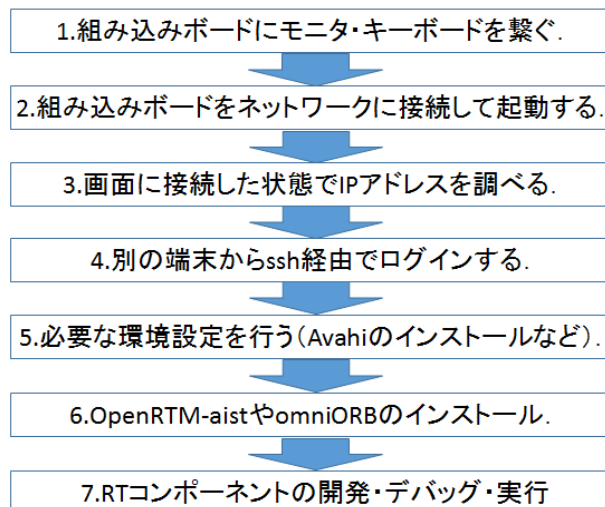 1.組み込みボードにモニタ・キーボードを繋ぐ.
2.組み込みボードをネットワークに接続して起動する.
3.画面に接続した状態でIPアドレスを調べる.
4.別の端末からssh経由でログインする.
5.必要な環境設定を行う(Avahiのインストールなど).
6.OpenRTM-aistやomniORBのインストール.
7.RTコンポーネントの開発・デバッグ・実行